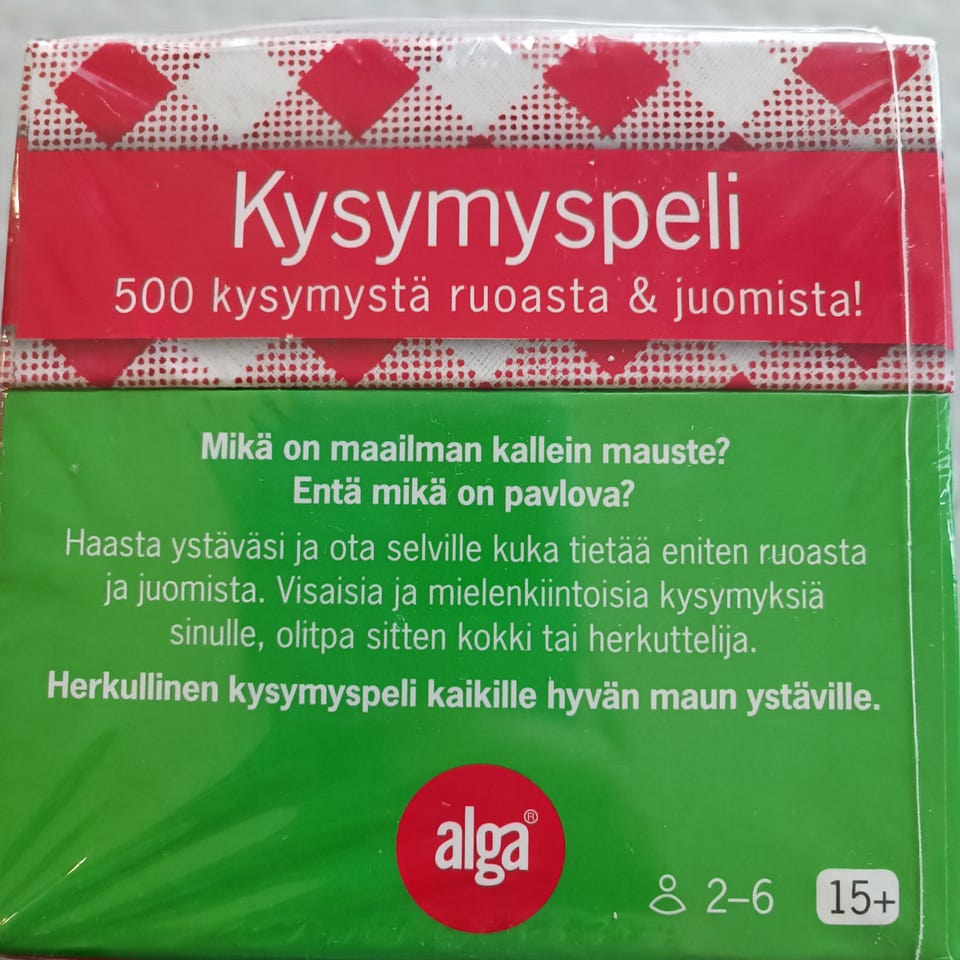 Kysymyspeli
500 kysymystä ruoasta & juomista!
Mikä on maailman kallein mauste?
Entä mikä on pavlova?
Haasta ystäväsi ja ota selville kuka tietää eniten ruoasta
ja juomista. Visaisia ja mielenkiintoisia kysymyksiä
sinulle, olitpa sitten kokki tai herkuttelija.
Herkullinen kysymyspeli kaikille hyvän maun ystäville.
alga®
2–6 15+